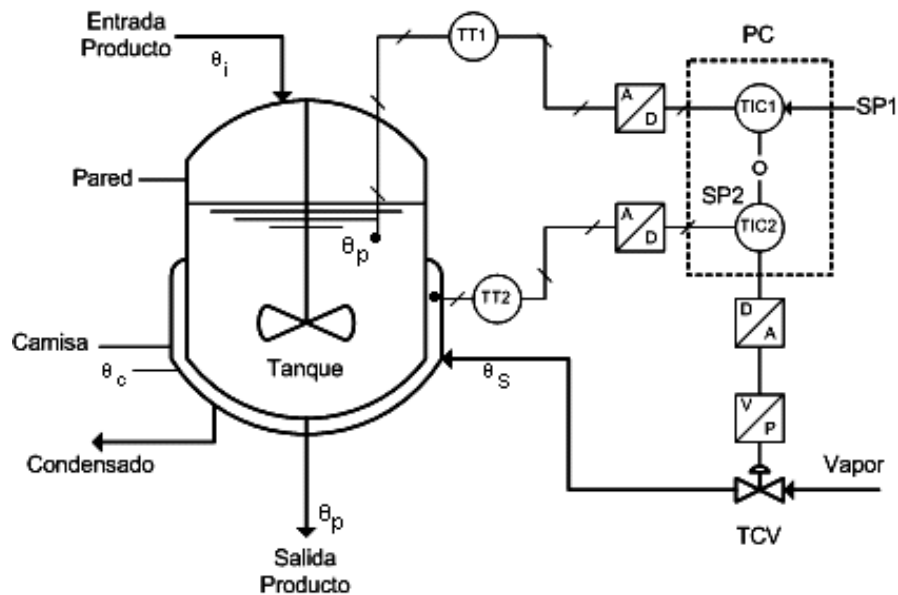 Entrada
Producto
θi
TT1
PC
A
D
TIC1
SP1
Pared
SP2
A
D
TIC2
θp
TT2
D
A
Camisa
θc
Tanque
θS
V
P
Condensado
Vapor
θp
TCV
Salida
Producto